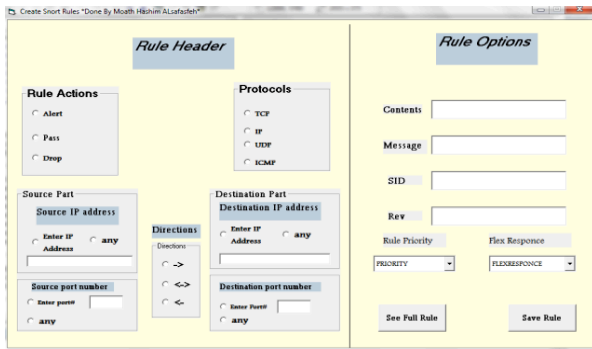 Create Snort Rules "Done By Moath Hashim ALsafasfeh"
Rule Header
Rule Actions
Alert
Pass
Drop
Protocols
TCP
IP
UDP
ICMP
Source Part
Source IP address
Enter IP Address
any
Source port number
Enter port#
any
Directions
Directions
->
<->
<-
Destination Part
Destination IP address
Enter IP Address
any
Destination port number
Enter Port#
any
Rule Options
Contents
Message
SID
Rev
Rule Priority
Flex Responce
PRIORITY
FLEXRESPONCE
See Full Rule
Save Rule